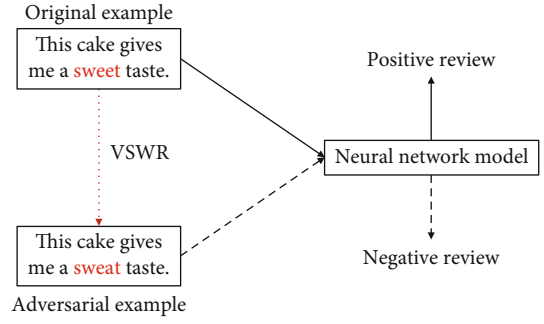 Original example
This cake gives
me a sweet taste.
Positive review
VSWR
Neural network model
This cake gives
me a sweat taste.
Negative review
Adversarial example